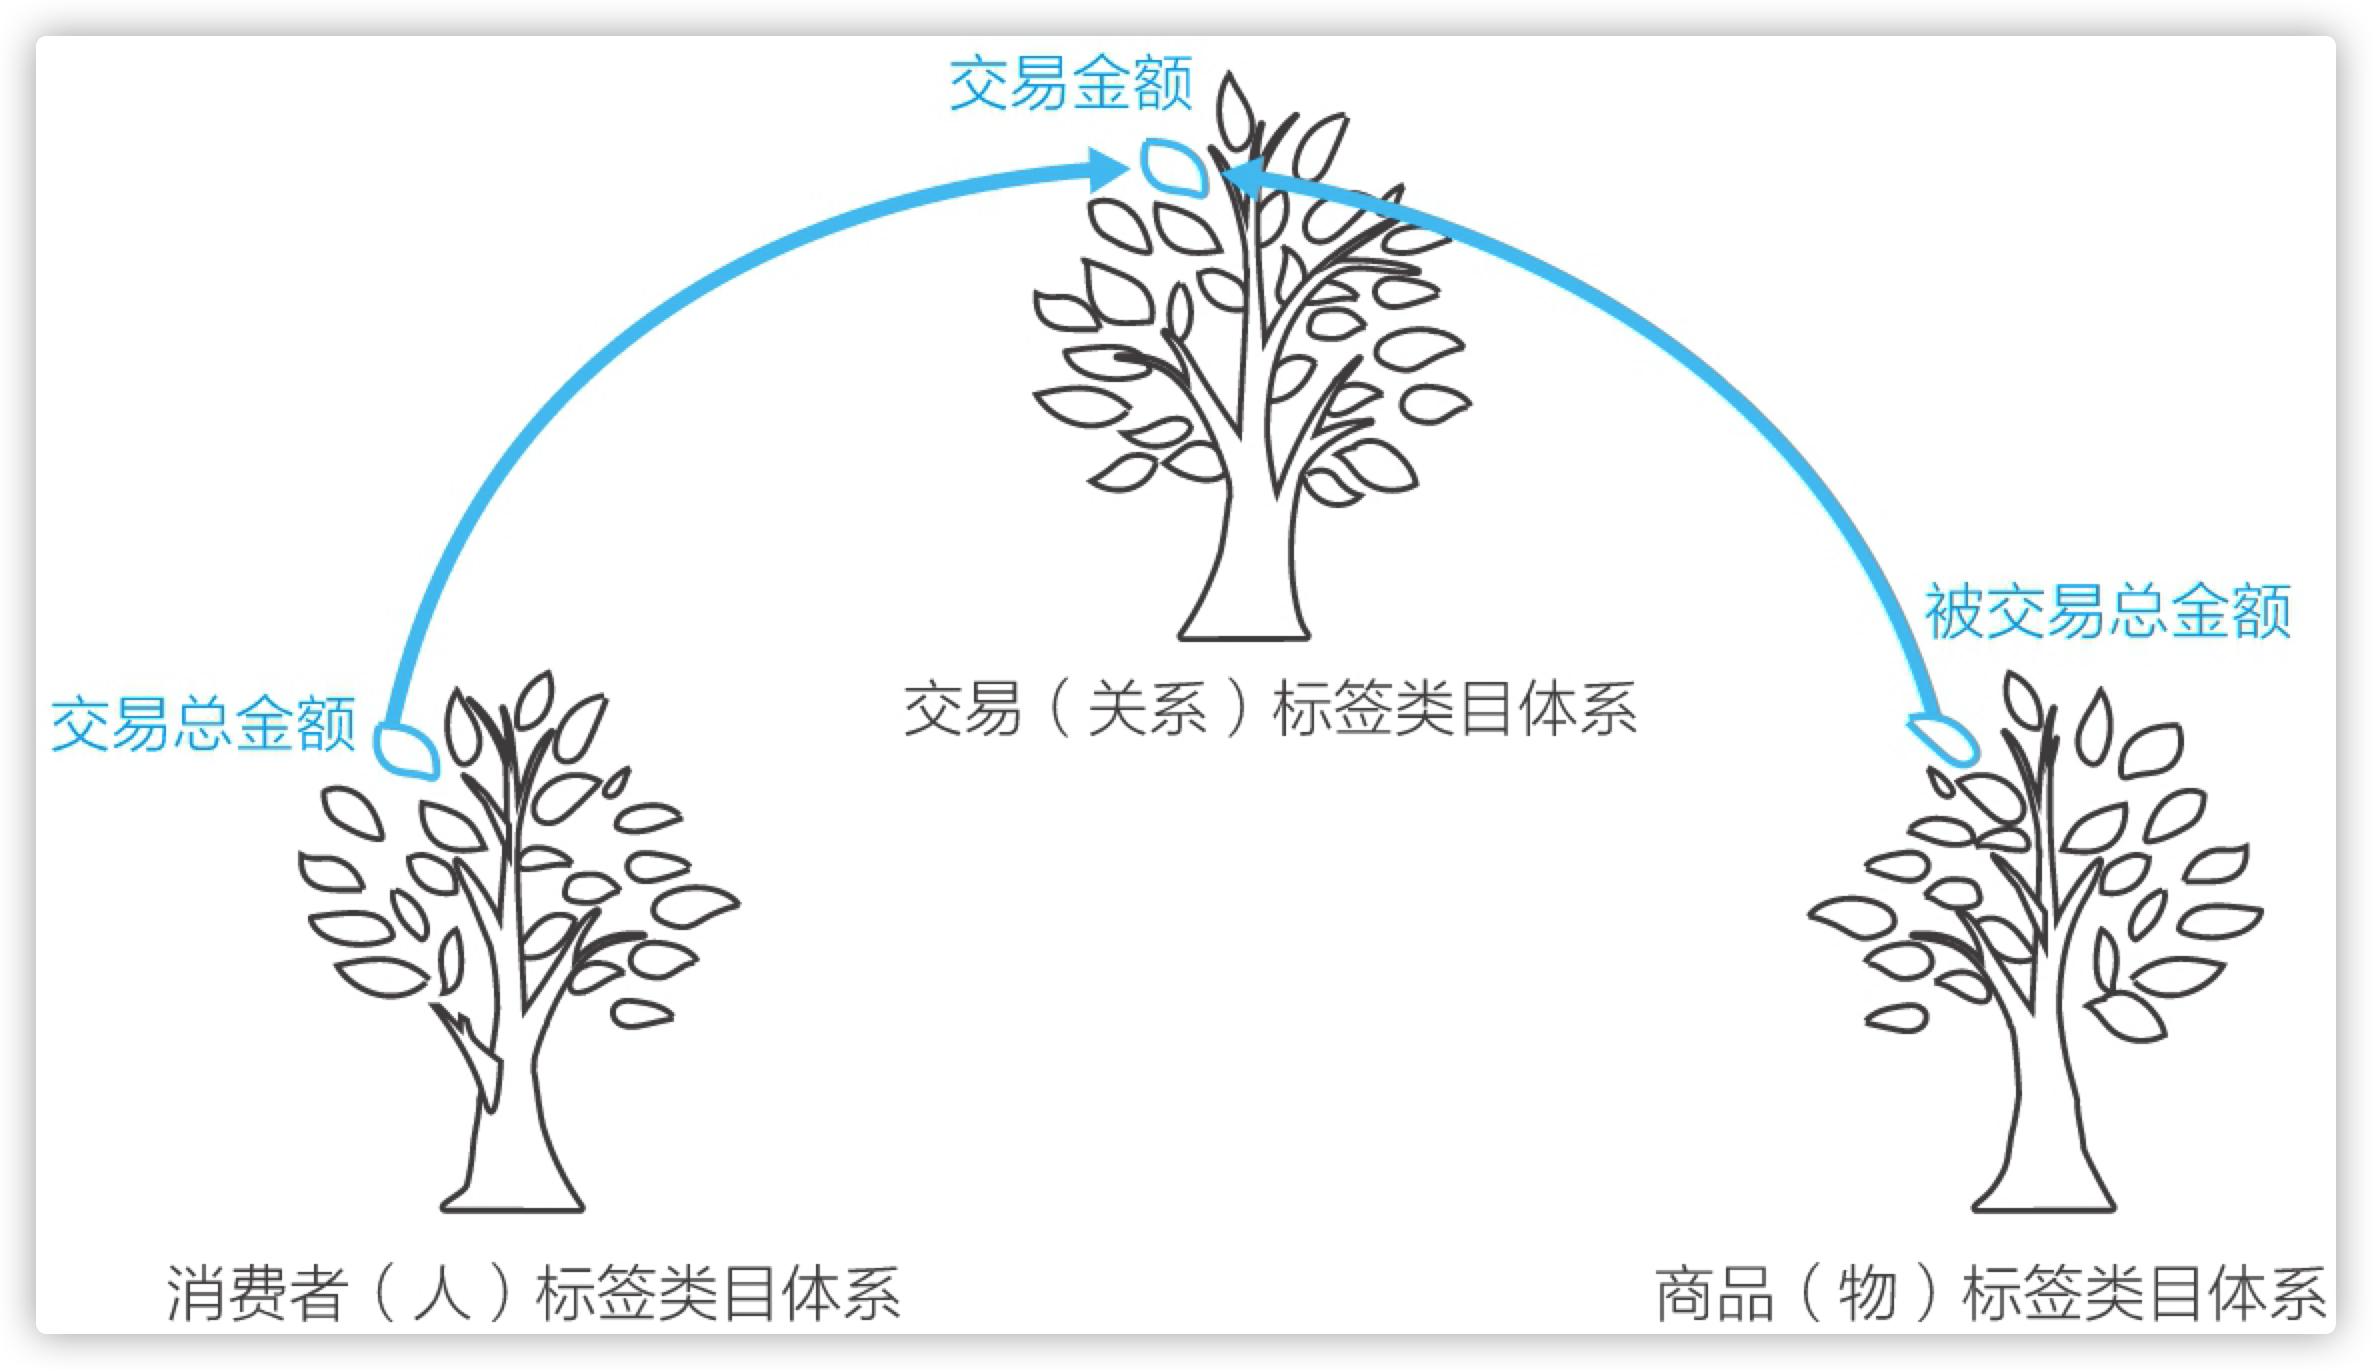 交易金额
被交易总金额
交易（关系）标签类目体系
交易总金额
消费者（人）标签类目体系
商品（物）标签类目体系